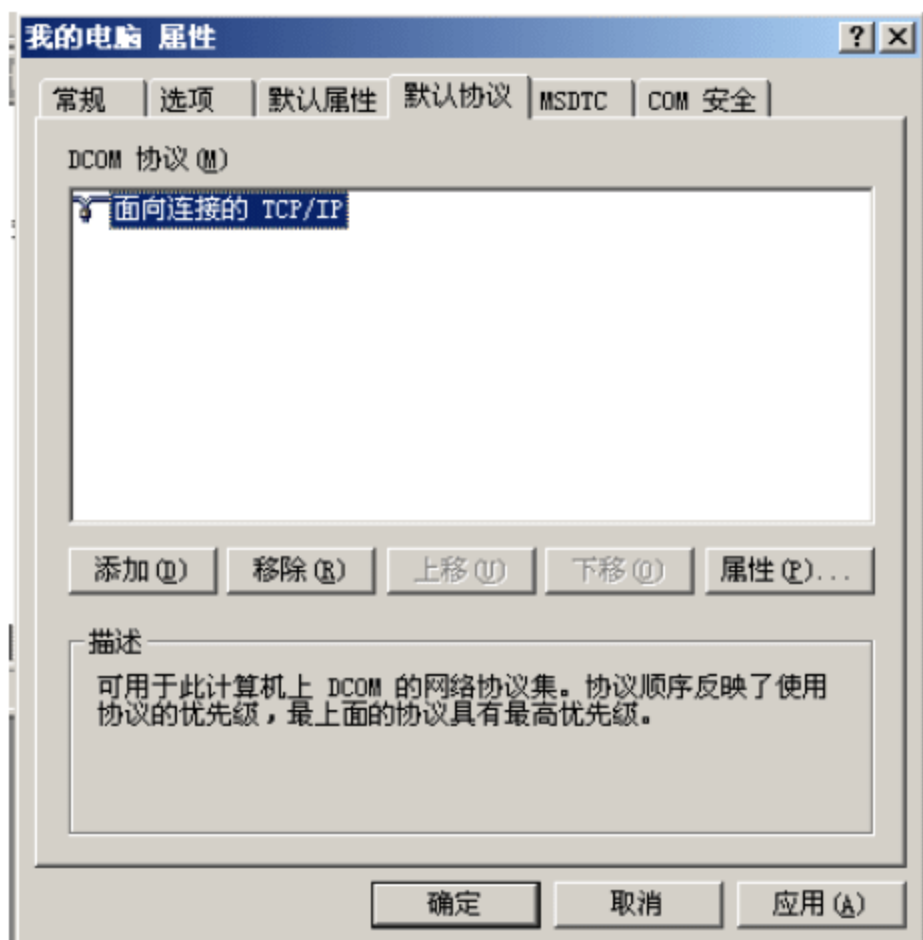 我的电脑 属性
常规 选项 默认属性 默认协议 MSDTC COM 安全
DCOM 协议(M)
面向连接的 TCP/IP
添加(D) 移除(R) 上移(U) 下移(O) 属性(P)...
描述
可用于此计算机上 DCOM 的网络协议集。协议顺序反映了使用
协议的优先级,最上面的协议具有最高优先级。
确定 取消 应用(A)